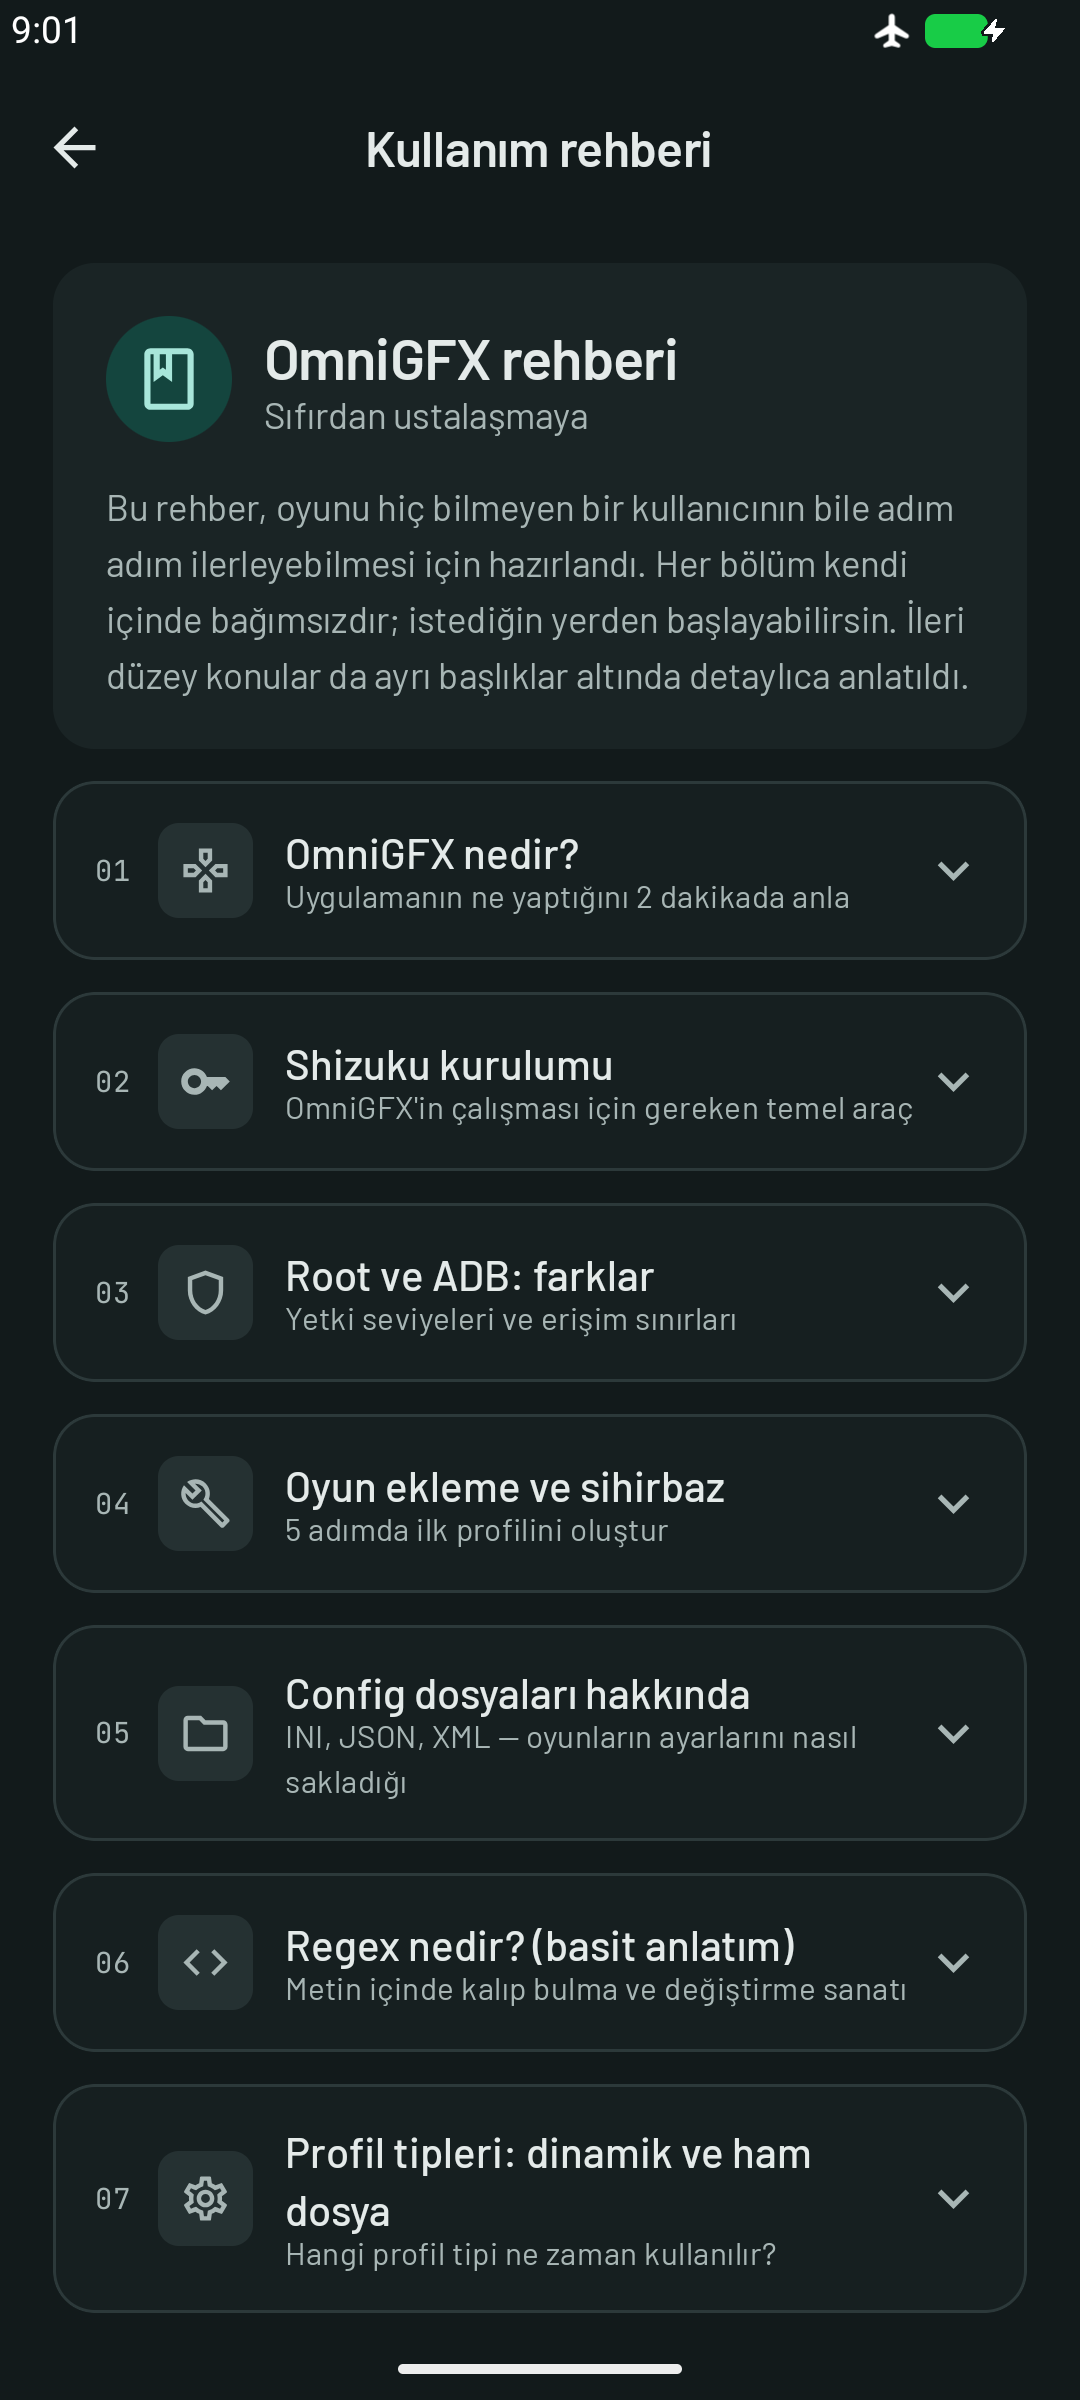 9:01
Kullanım rehberi
OmniGFX rehberi
Sıfırdan ustalaşmaya
Bu rehber, oyunu hiç bilmeyen bir kullanıcının bile adım
adım ilerleyebilmesi için hazırlandı. Her bölüm kendi
içinde bağımsızdır; istediğin yerden başlayabilirsin. İleri
düzey konular da ayrı başlıklar altında detaylıca anlatıldı.
01
OmniGFX nedir?
Uygulamanın ne yaptığını 2 dakikada anla
02
Shizuku kurulumu
OmniGFX'in çalışması için gereken temel araç
03
Root ve ADB: farklar
Yetki seviyeleri ve erişim sınırları
04
Oyun ekleme ve sihirbaz
5 adımda ilk profilini oluştur
05
Config dosyaları hakkında
INI, JSON, XML — oyunların ayarlarını nasıl
sakladığı
06
Regex nedir? (basit anlatım)
Metin içinde kalıp bulma ve değiştirme sanatı
07
Profil tipleri: dinamik ve ham
dosya
Hangi profil tipi ne zaman kullanılır?